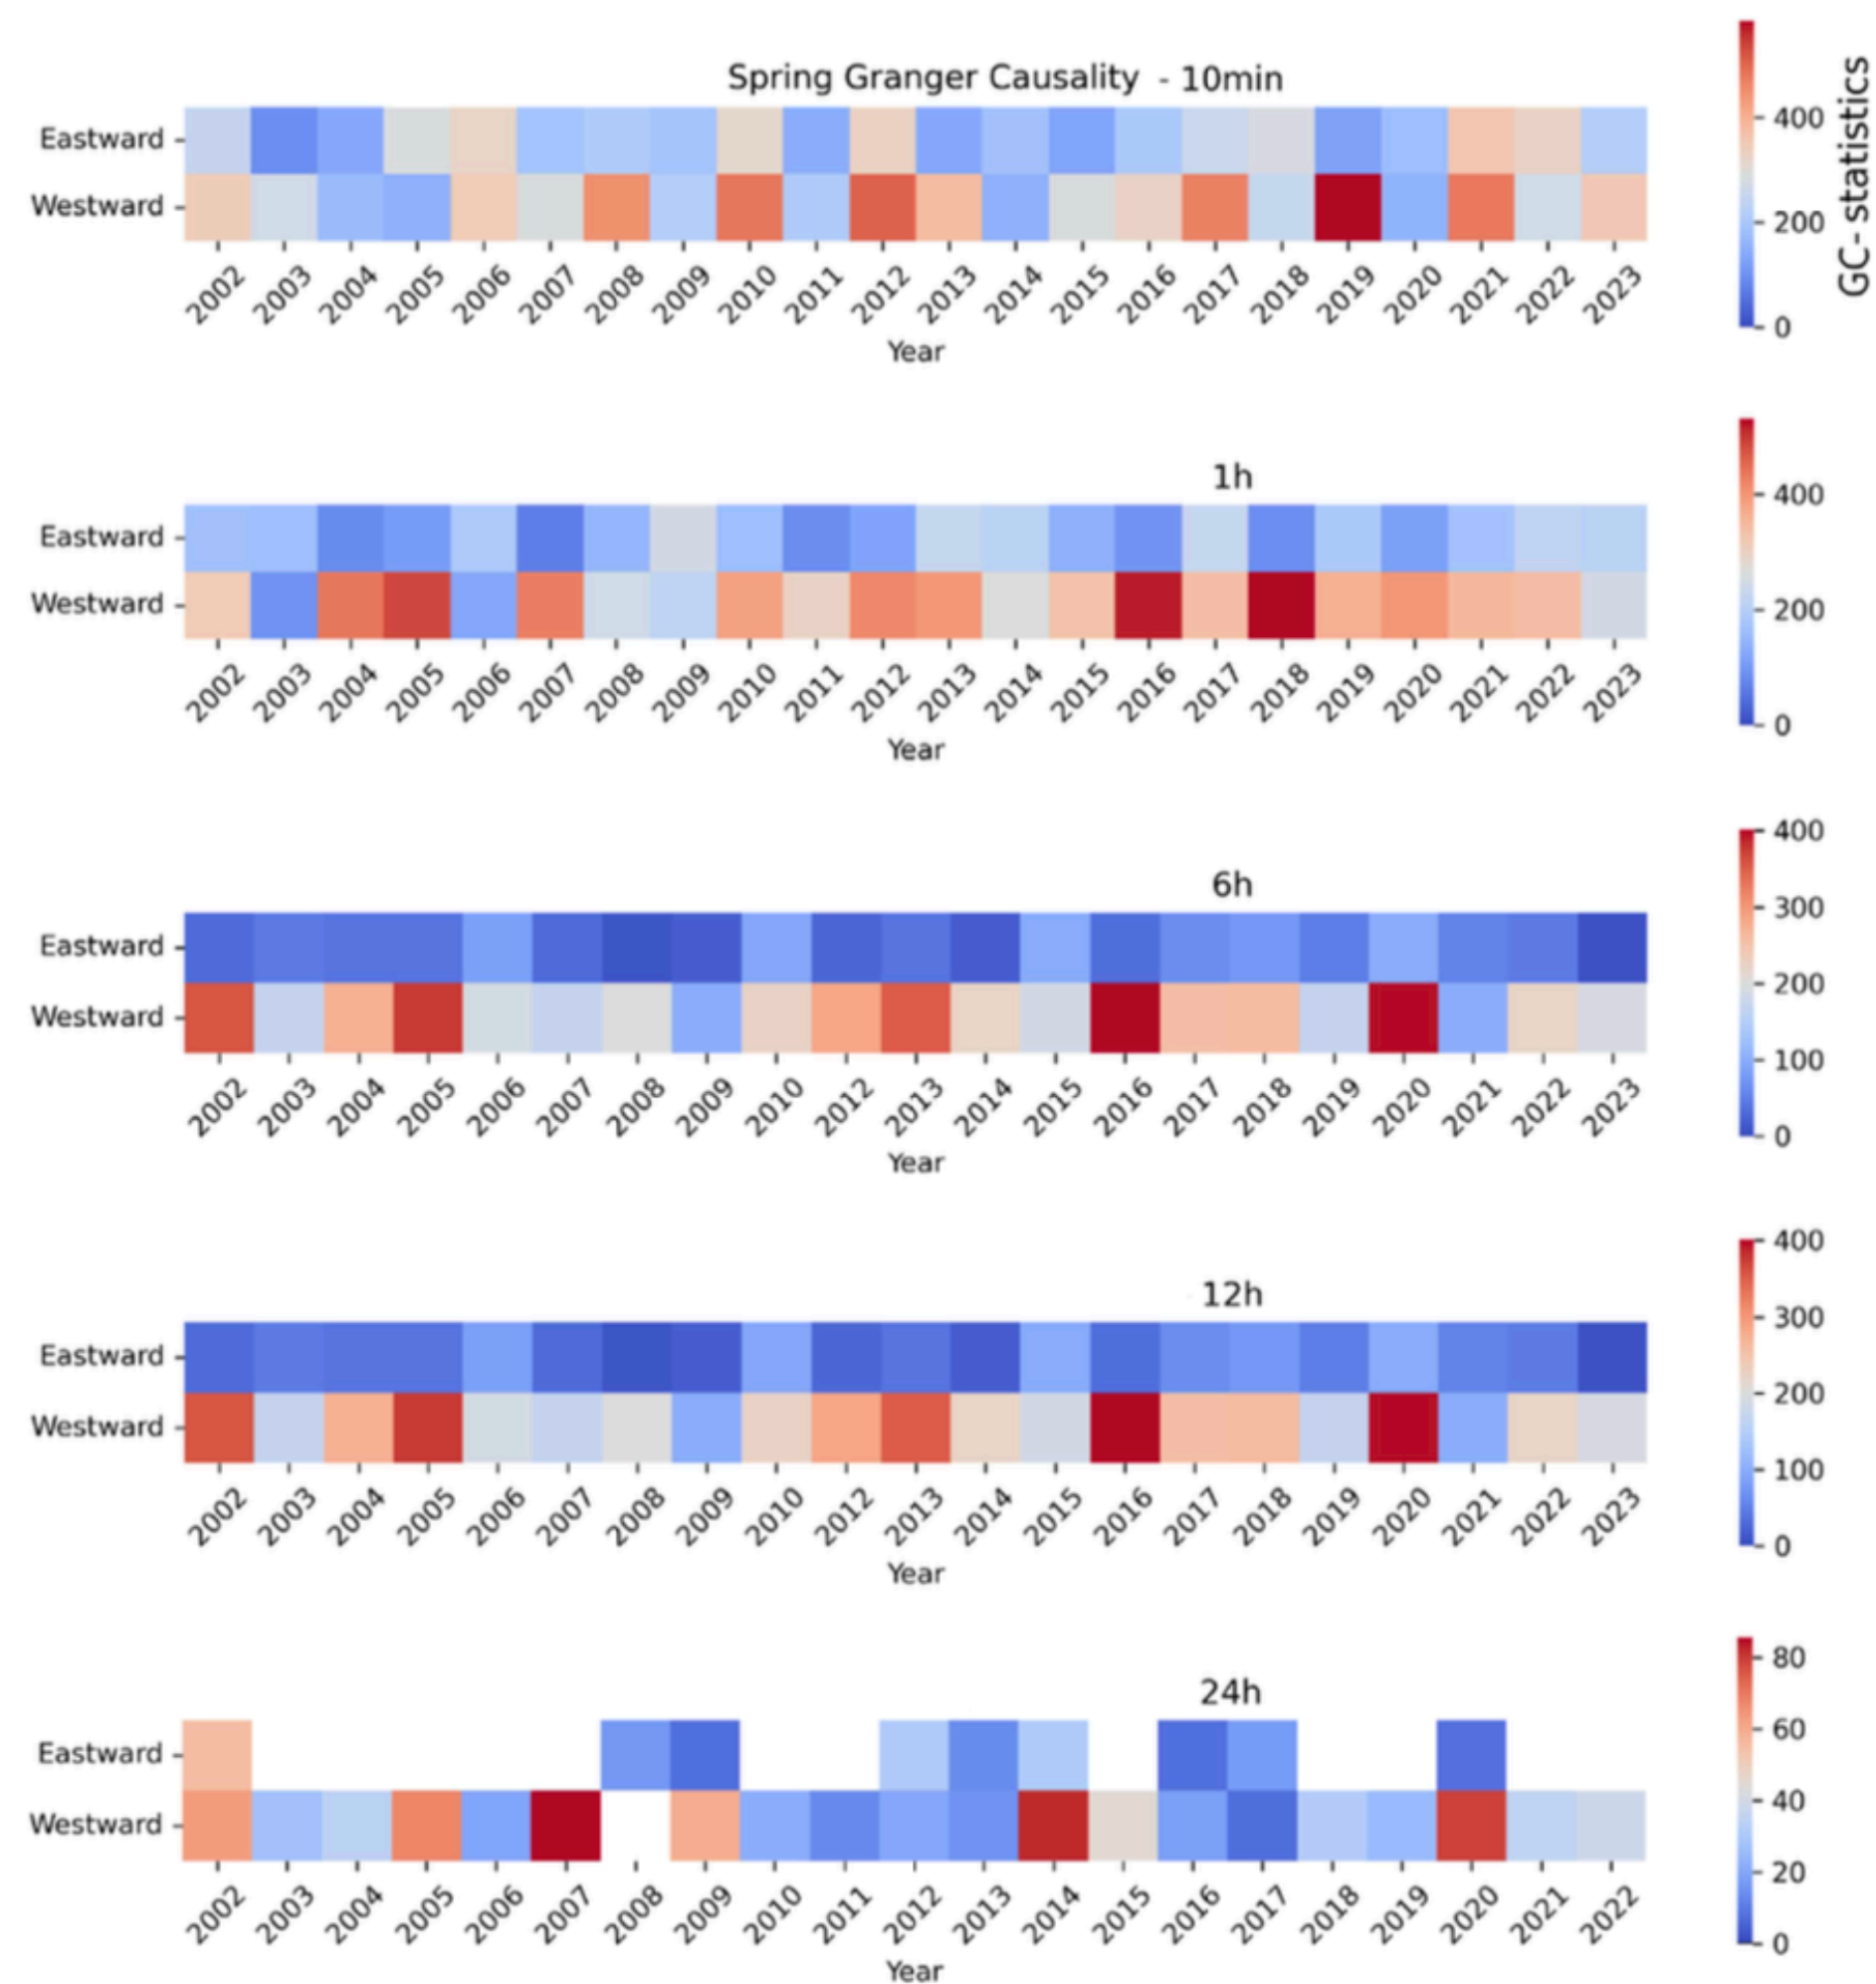 Spring Granger Causality - 10min
Eastward
Westward
2002 2003 2004 2005 2006 2007 2008 2009 2010 2011 2012 2013 2014 2015 2016 2017 2018 2019 2020 2021 2022 2023
Year
400
200
0
GC-statistics
1h
Eastward
Westward
2002 2003 2004 2005 2006 2007 2008 2009 2010 2011 2012 2013 2014 2015 2016 2017 2018 2019 2020 2021 2022 2023
Year
400
200
0
6h
Eastward
Westward
2002 2003 2004 2005 2006 2007 2008 2009 2010 2012 2013 2014 2015 2016 2017 2018 2019 2020 2021 2022 2023
Year
400
300
200
100
0
12h
Eastward
Westward
2002 2003 2004 2005 2006 2007 2008 2009 2010 2012 2013 2014 2015 2016 2017 2018 2019 2020 2021 2022 2023
Year
400
300
200
100
0
24h
Eastward
Westward
2002 2003 2004 2005 2006 2007 2008 2009 2010 2011 2012 2013 2014 2015 2016 2017 2018 2019 2020 2021 2022
Year
80
60
40
20
0